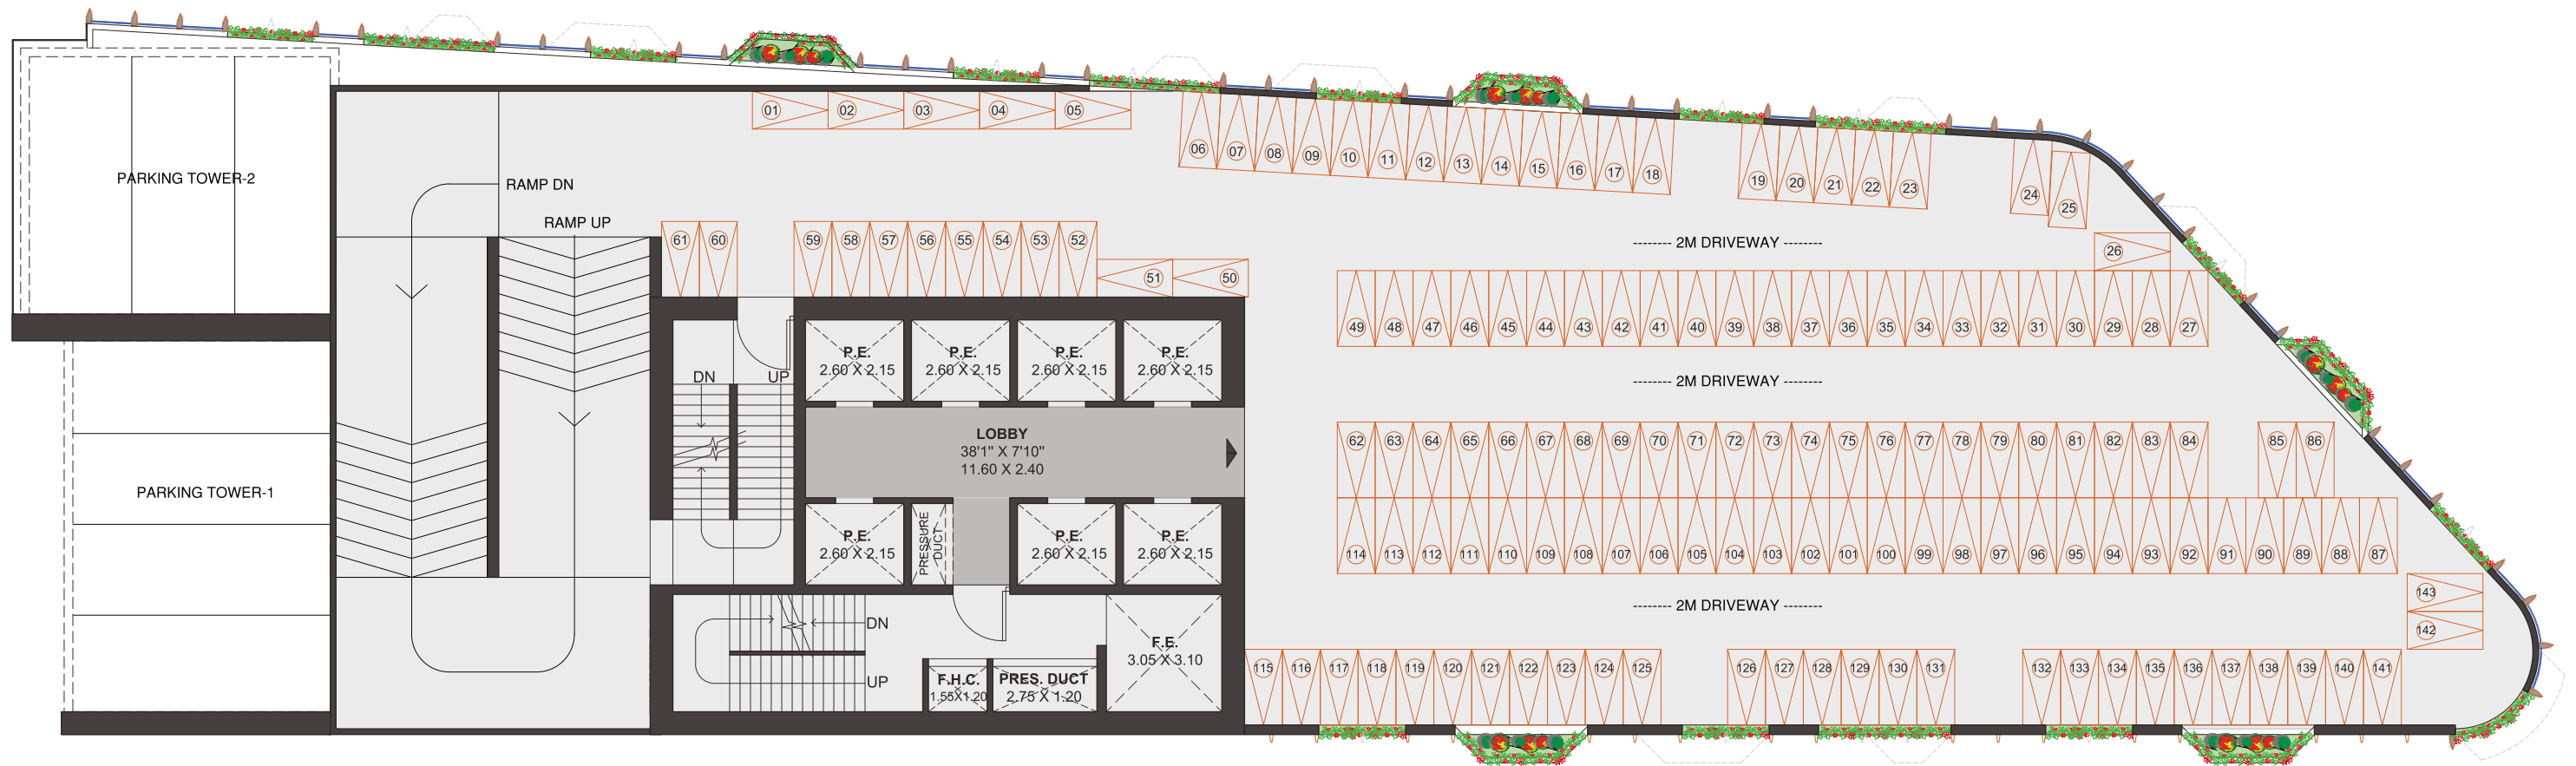 01 02 03 04 05
06 07 08 09 10 11 12 13 14 15 16 17 18
19 20 21 22 23
24 25
PARKING TOWER-2
RAMP DN
RAMP UP
61 60
59 58 57 56 55 54 53 52
51 50
-------- 2M DRIVEWAY --------
26
49 48 47 46 45 44 43 42 41 40 39 38 37 36 35 34 33 32 31 30 29 28 27
P.E.
2.60 X 2.15
P.E.
2.60 X 2.15
P.E.
2.60 X 2.15
P.E.
2.60 X 2.15
DN
UP
-------- 2M DRIVEWAY --------
LOBBY
38'1" X 7'10"
11.60 X 2.40
62 63 64 65 66 67 68 69 70 71 72 73 74 75 76 77 78 79 80 81 82 83 84
85 86
PARKING TOWER-1
P.E.
2.60 X 2.15
PRESSURE
DUCT
P.E.
2.60 X 2.15
P.E.
2.60 X 2.15
114 113 112 111 110 109 108 107 106 105 104 103 102 101 100 99 98 97 96 95 94 93 92 91 90 89 88 87
-------- 2M DRIVEWAY --------
143
142
DN
UP
F.E.
3.05 X 3.10
F.H.C.
1.55X1.20
PRES. DUCT
2.75 X 1.20
115 116 117 118 119 120 121 122 123 124 125
126 127 128 129 130 131
132 133 134 135 136 137 138 139 140 141